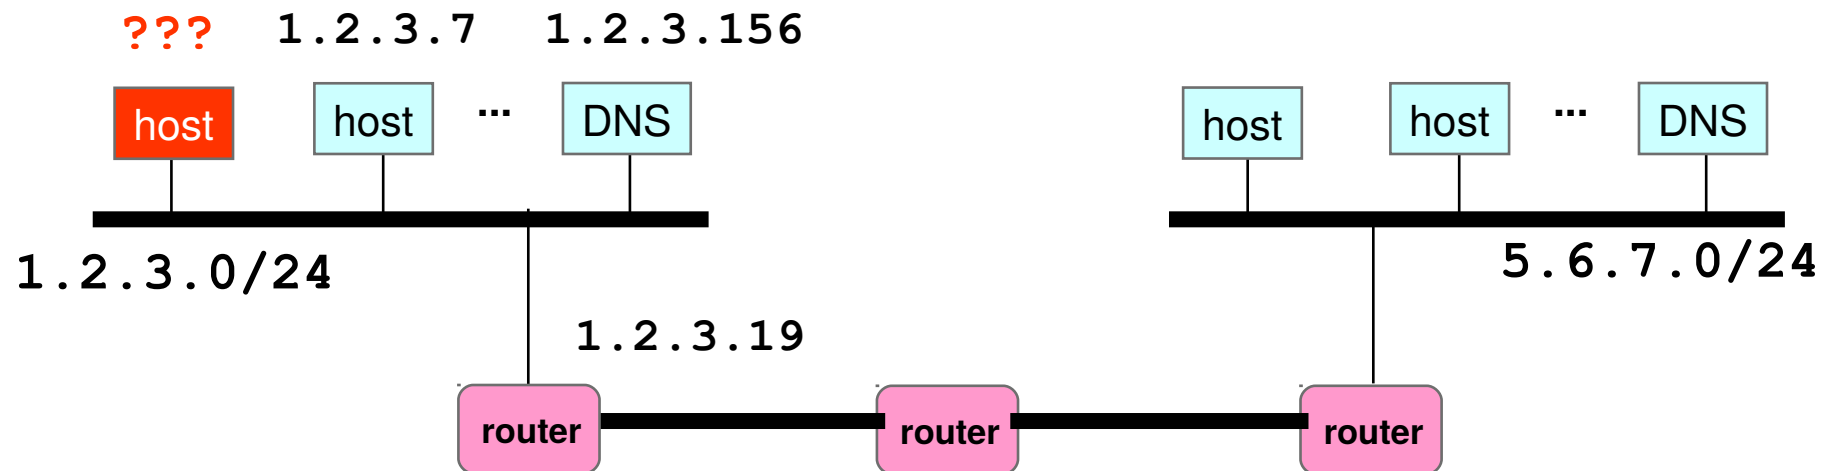 ??? 1.2.3.7 1.2.3.156
host host ... DNS host host ... DNS
1.2.3.0/24 5.6.7.0/24
1.2.3.19
router router router